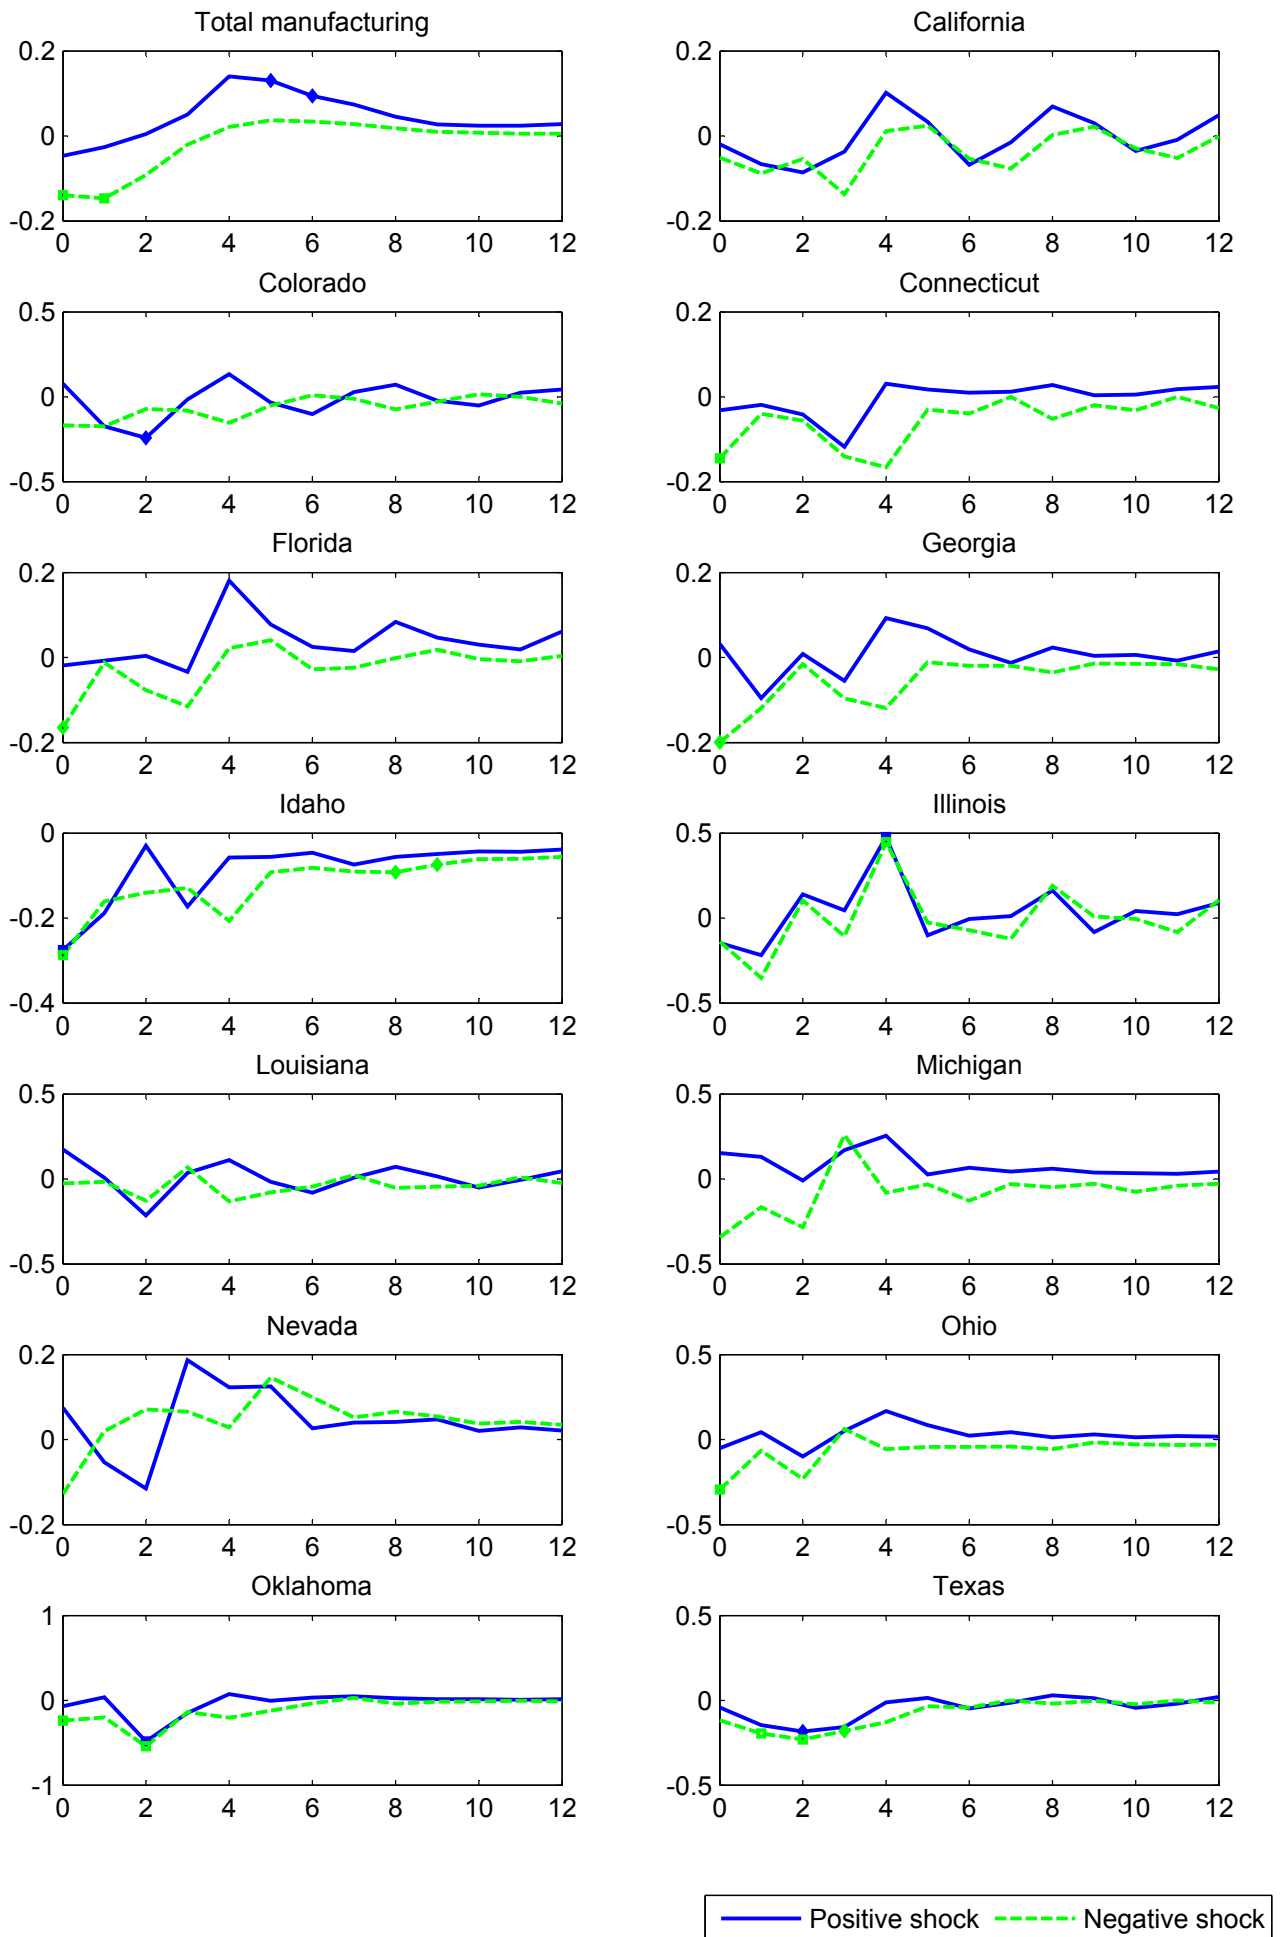 Total manufacturing California
0.2 0.2
0 0
-0.2 -0.2
0 2 4 6 8 10 12 0 2 4 6 8 10 12
Colorado Connecticut
0.5 0.2
0 0
-0.5 -0.2
0 2 4 6 8 10 12 0 2 4 6 8 10 12
Florida Georgia
0.2 0.2
0 0
-0.2 -0.2
0 2 4 6 8 10 12 0 2 4 6 8 10 12
Idaho Illinois
0 0.5
-0.2 0
-0.4 -0.5
0 2 4 6 8 10 12 0 2 4 6 8 10 12
Louisiana Michigan
0.5 0.5
0 0
-0.5 -0.5
0 2 4 6 8 10 12 0 2 4 6 8 10 12
Nevada Ohio
0.2 0.5
0 0
-0.2 -0.5
0 2 4 6 8 10 12 0 2 4 6 8 10 12
Oklahoma Texas
1 0.5
0 0
-1 -0.5
0 2 4 6 8 10 12 0 2 4 6 8 10 12
Positive shock Negative shock